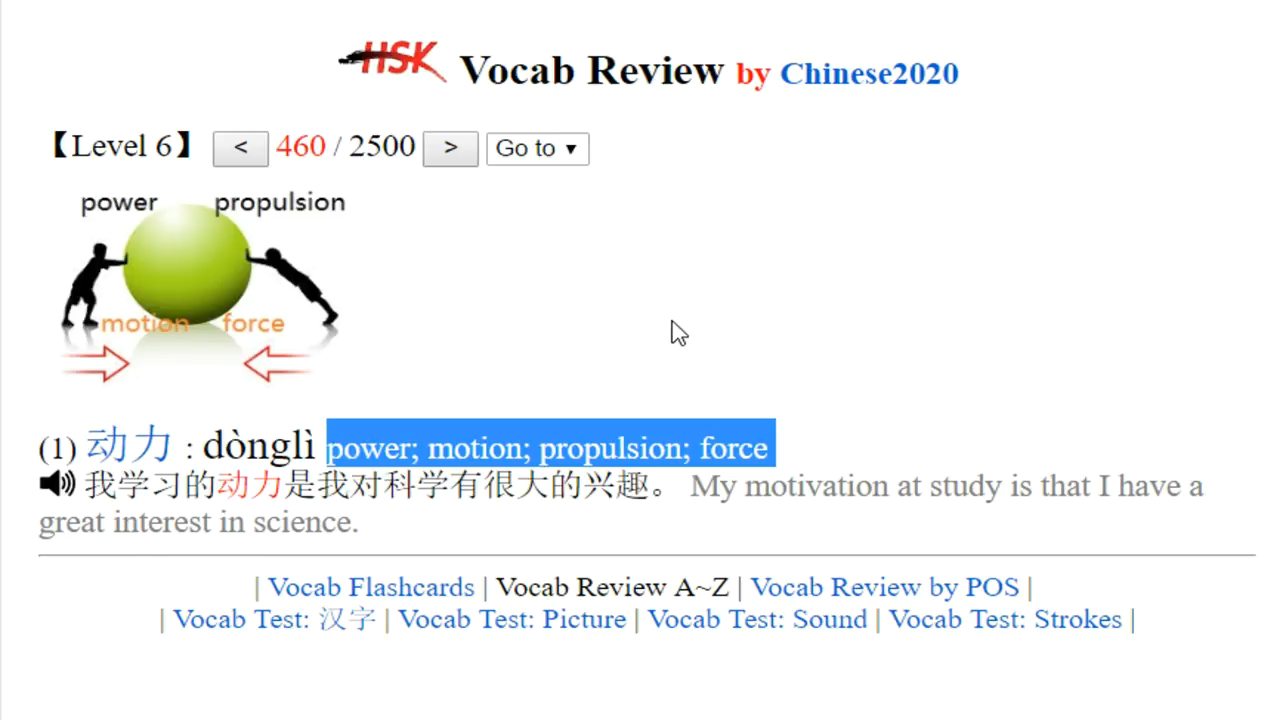 HSK Vocab Review by Chinese2020
【Level 6】 < 460 / 2500 > Go to ▼
power propulsion
motion force
(1) 动力 : dònglì power; motion; propulsion; force
我学习的动力是我对科学有很大的兴趣。 My motivation at study is that I have a
great interest in science.
| Vocab Flashcards | Vocab Review A~Z | Vocab Review by POS |
| Vocab Test: 汉字 | Vocab Test: Picture | Vocab Test: Sound | Vocab Test: Strokes |